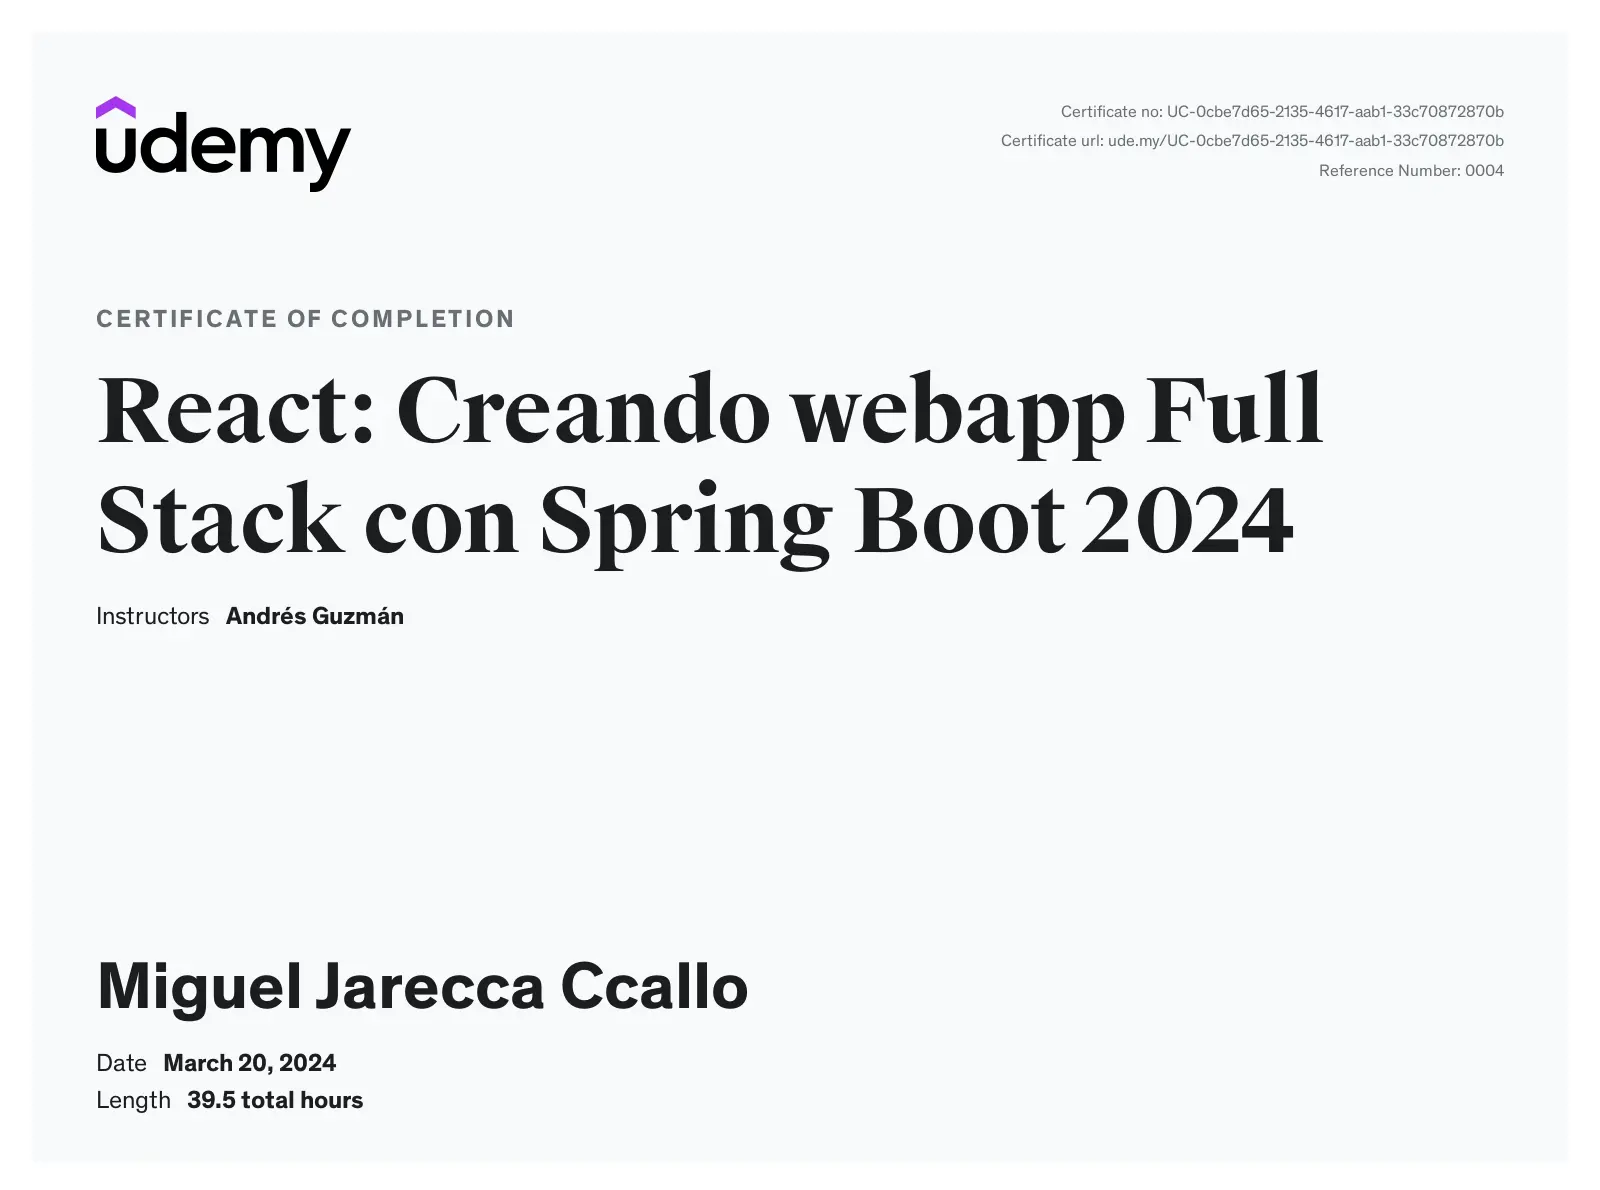 udemy
Certificate no: UC-0cbe7d65-2135-4617-aab1-33c70872870b
Certificate url: ude.my/UC-0cbe7d65-2135-4617-aab1-33c70872870b
Reference Number: 0004
CERTIFICATE OF COMPLETION
React: Creando webapp Full
Stack con Spring Boot 2024
Instructors Andrés Guzmán
Miguel Jarecca Ccallo
Date March 20, 2024
Length 39.5 total hours